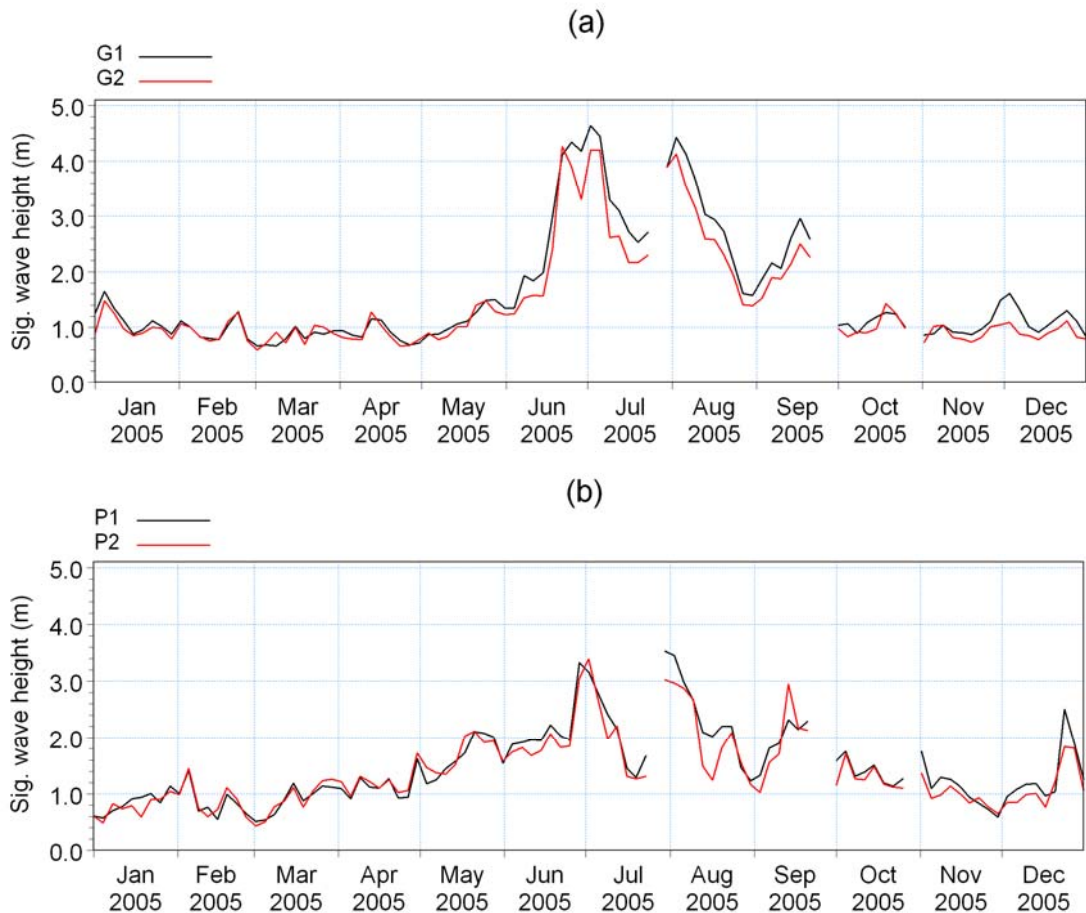 (a)
G1
G2
Sig. wave height (m)
5.0
4.0
3.0
2.0
1.0
0.0
Jan Feb Mar Apr May Jun Jul Aug Sep Oct Nov Dec
2005 2005 2005 2005 2005 2005 2005 2005 2005 2005 2005 2005
(b)
P1
P2
Sig. wave height (m)
5.0
4.0
3.0
2.0
1.0
0.0
Jan Feb Mar Apr May Jun Jul Aug Sep Oct Nov Dec
2005 2005 2005 2005 2005 2005 2005 2005 2005 2005 2005 2005